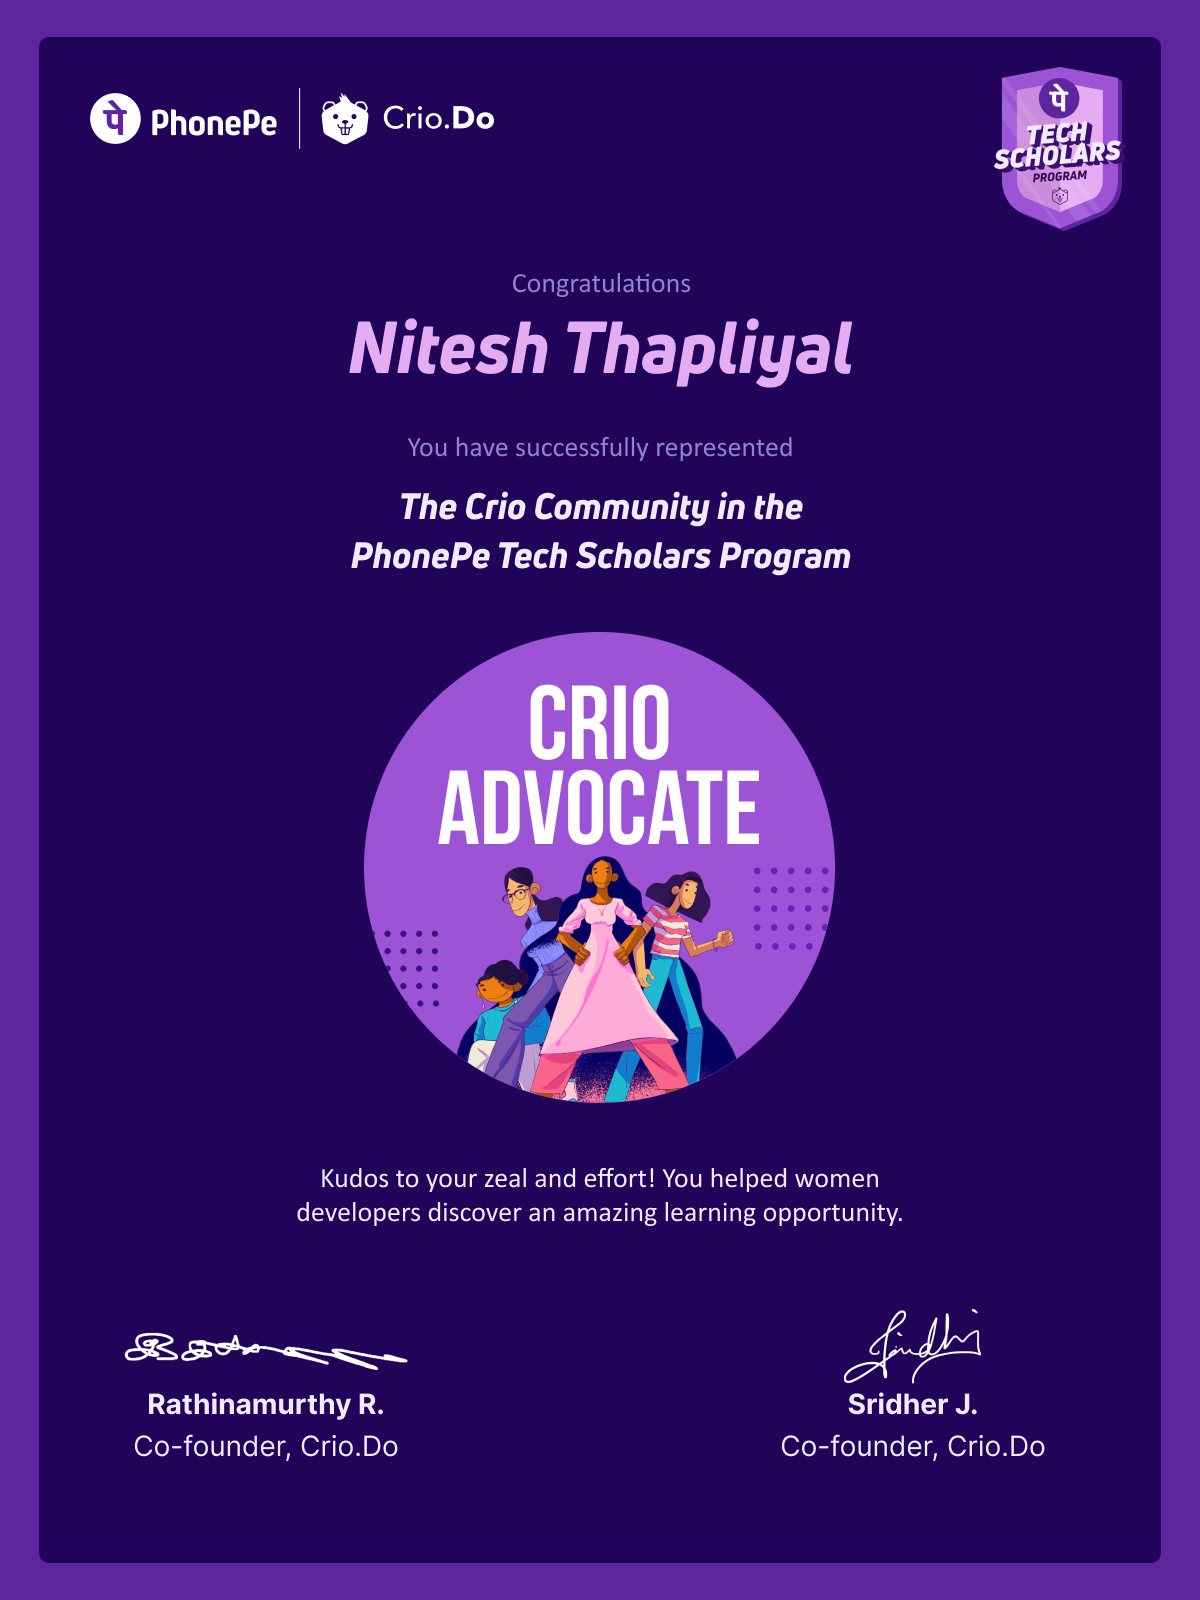 पे PhonePe
Crio.Do
पे
TECH
SCHOLARS
PROGRAM
Congratulations
Nitesh Thapliyal
You have successfully represented
The Crio Community in the
PhonePe Tech Scholars Program
CRIO
ADVOCATE
Kudos to your zeal and effort! You helped women
developers discover an amazing learning opportunity.
Rathinamurthy R.
Co-founder, Crio.Do
Sridher J.
Co-founder, Crio.Do